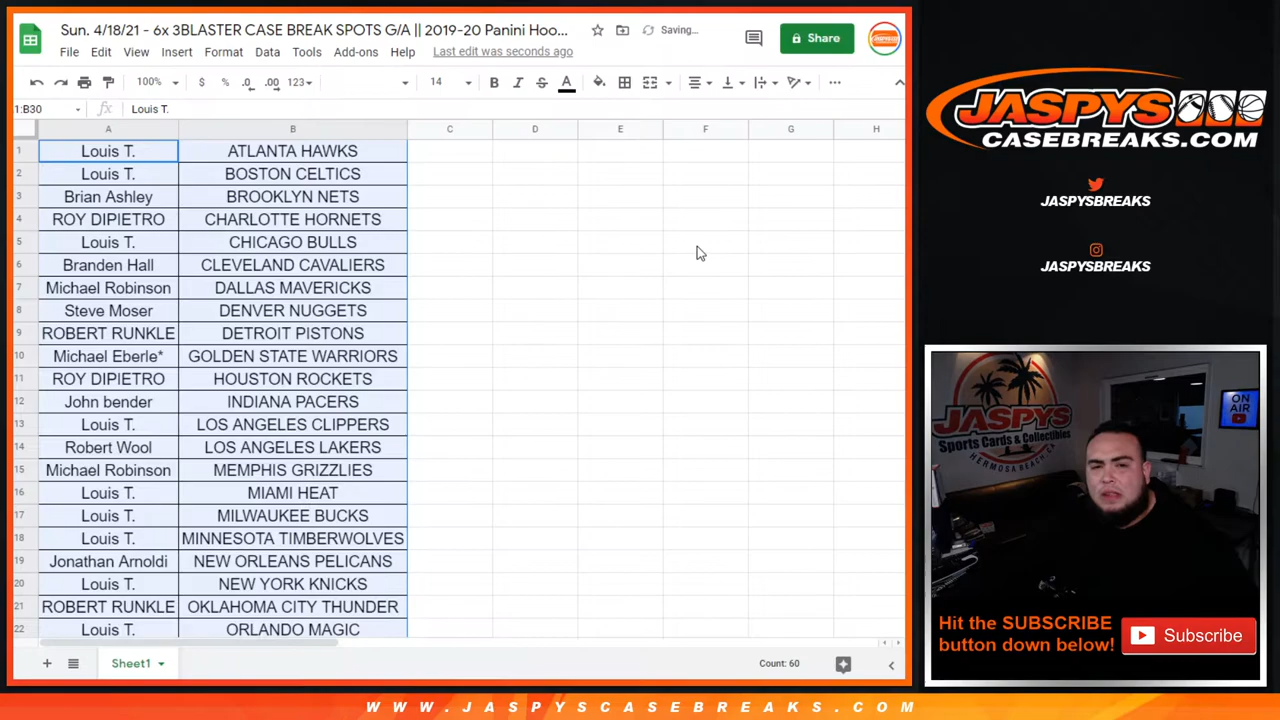 Sun. 4/18/21 - 6x 3BLASTER CASE BREAK SPOTS G/A || 2019-20 Panini Hoo...
Saving...
Share
File Edit View Insert Format Data Tools Add-ons Help Last edit was seconds ago
100% $ % .0 .00 123 14 B I S A
1:B30 fx Louis T.
A B C D E F G H
1 Louis T. ATLANTA HAWKS
2 Louis T. BOSTON CELTICS
3 Brian Ashley BROOKLYN NETS
4 ROY DIPIETRO CHARLOTTE HORNETS
5 Louis T. CHICAGO BULLS
6 Branden Hall CLEVELAND CAVALIERS
7 Michael Robinson DALLAS MAVERICKS
8 Steve Moser DENVER NUGGETS
9 ROBERT RUNKLE DETROIT PISTONS
10 Michael Eberle* GOLDEN STATE WARRIORS
11 ROY DIPIETRO HOUSTON ROCKETS
12 John bender INDIANA PACERS
13 Louis T. LOS ANGELES CLIPPERS
14 Robert Wool LOS ANGELES LAKERS
15 Michael Robinson MEMPHIS GRIZZLIES
16 Louis T. MIAMI HEAT
17 Louis T. MILWAUKEE BUCKS
18 Louis T. MINNESOTA TIMBERWOLVES
19 Jonathan Arnoldi NEW ORLEANS PELICANS
20 Louis T. NEW YORK KNICKS
21 ROBERT RUNKLE OKLAHOMA CITY THUNDER
22 Louis T. ORLANDO MAGIC
Sheet1
Count: 60
JASPYS
CASEBREAKS.COM
JASPYSBREAKS
JASPYSBREAKS
JASPYS
Sports Cards & Collectibles
HERMOSA BEACH, CA
ON
AIR
Hit the SUBSCRIBE
button down below!
Subscribe
WWW.JASPYSCASEBREAKS.COM